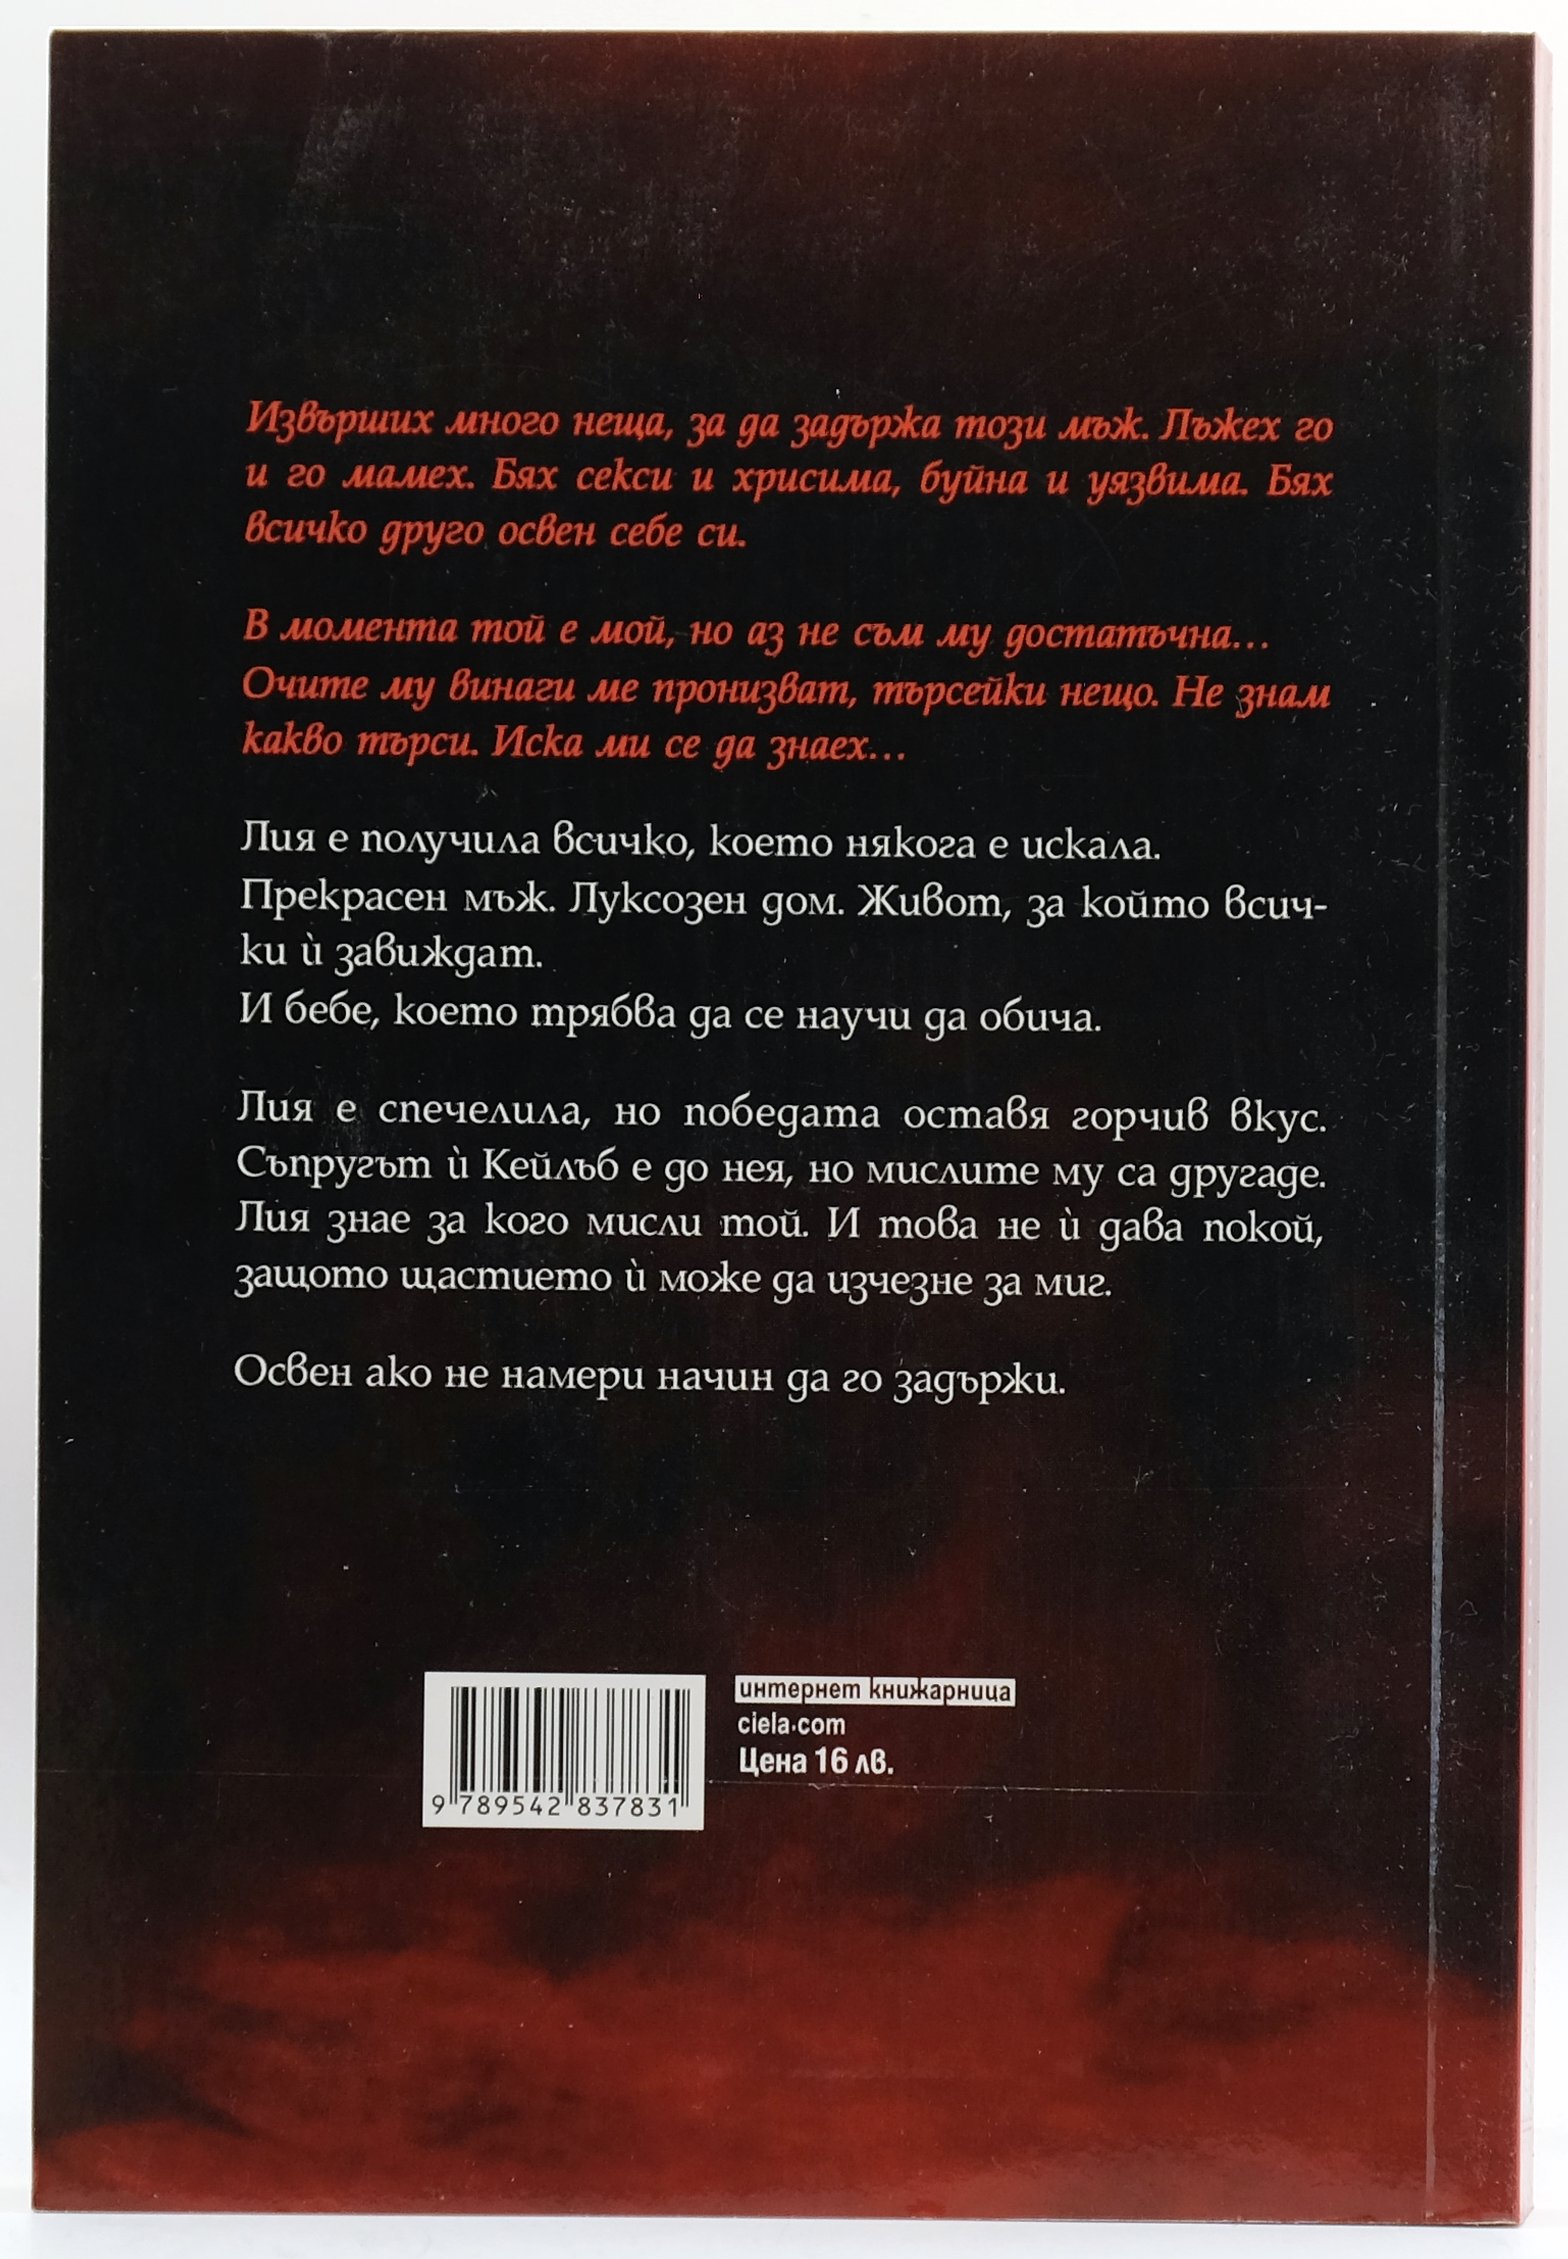 Извърших много неща, за да задържа този мъж. Лъжех го
и го мамех. Бях секси и хрисима, буйна и уязвима. Бях
всичко друго освен себе си.
В момента той е мой, но аз не съм му достатъчна...
Очите му винаги ме пронизват, търсейки нещо. Не знам
какво търси. Иска ми се да знаех...
Лия е получила всичко, което някога е искала.
Прекрасен мъж. Луксозен дом. Живот, за който всич-
ки ѝ завиждат.
И бебе, което трябва да се научи да обича.
Лия е спечелила, но победата оставя горчив вкус.
Съпругът ѝ Кейлъб е до нея, но мислите му са другаде.
Лия знае за кого мисли той. И това не ѝ дава покой,
защото щастието ѝ може да изчезне за миг.
Освен ако не намери начин да го задържи.
интернет книжарница
ciela.com
Цена 16 лв.
9 789542 837831